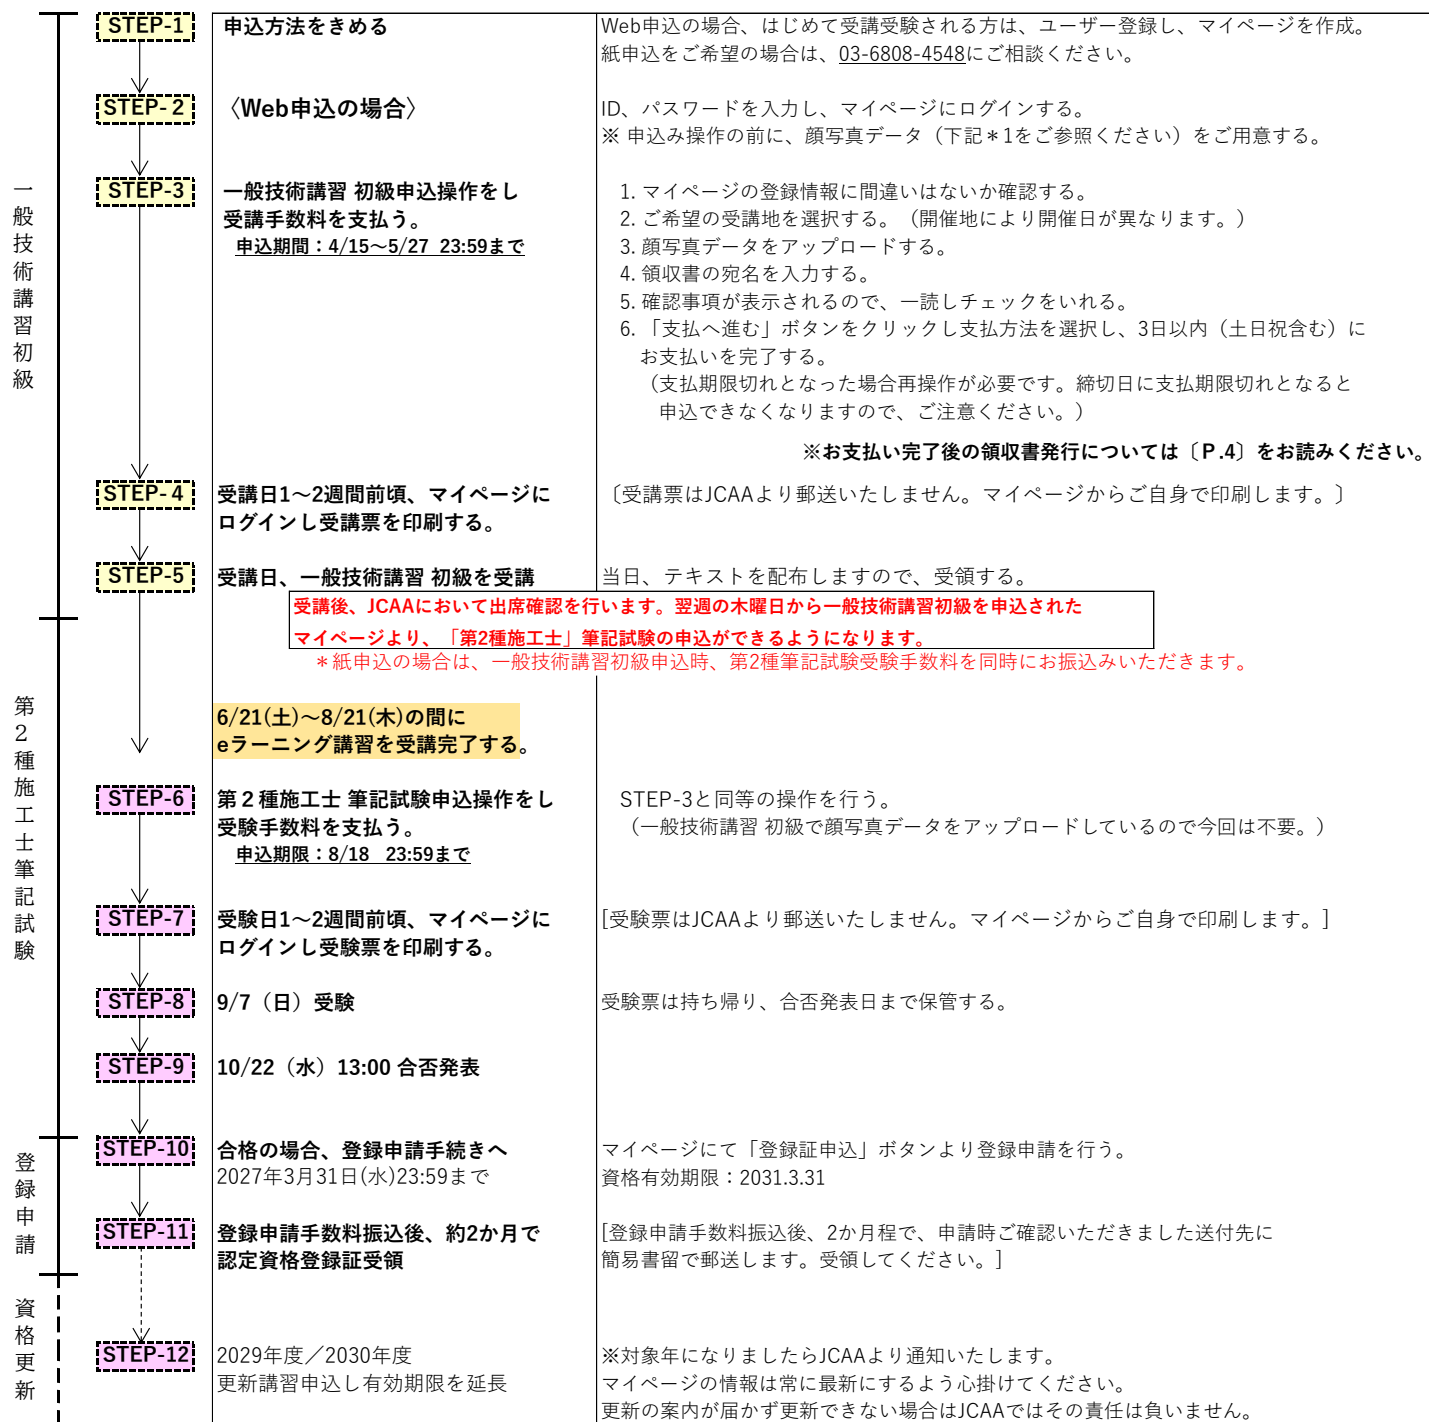 一般技術講習初級
STEP-1
申込方法をきめる
Web申込の場合、はじめて受講受験される方は、ユーザー登録し、マイページを作成。
紙申込をご希望の場合は、03-6808-4548にご相談ください。
STEP- 2
〈Web申込の場合〉
ID、パスワードを入力し、マイページにログインする。
※ 申込み操作の前に、顔写真データ（下記＊1をご参照ください）をご用意する。
STEP-3
一般技術講習 初級申込操作をし
受講手数料を支払う。
申込期間：4/15～5/27 23:59まで
1. マイページの登録情報に間違いはないか確認する。
2. ご希望の受講地を選択する。（開催地により開催日が異なります。）
3. 顔写真データをアップロードする。
4. 領収書の宛名を入力する。
5. 確認事項が表示されるので、一読しチェックをいれる。
6. 「支払へ進む」ボタンをクリックし支払方法を選択し、3日以内（土日祝含む）に
お支払いを完了する。
（支払期限切れとなった場合再操作が必要です。締切日に支払期限切れとなると
申込できなくなりますので、ご注意ください。）
※お支払い完了後の領収書発行については〔Ｐ.4〕をお読みください。
STEP- 4
受講日1～2週間前頃、マイページに
ログインし受講票を印刷する。
〔受講票はJCAAより郵送いたしません。マイページからご自身で印刷します。〕
STEP-5
受講日、一般技術講習 初級を受講
当日、テキストを配布しますので、受領する。
受講後、JCAAにおいて出席確認を行います。翌週の木曜日から一般技術講習初級を申込された
マイページより、「第2種施工士」筆記試験の申込ができるようになります。
＊紙申込の場合は、一般技術講習初級申込時、第2種筆記試験受験手数料を同時にお振込みいただきます。
第2種施工士筆記試験
6/21(土)～8/21(木)の間に
eラーニング講習を受講完了する。
STEP-6
第２種施工士 筆記試験申込操作をし
受験手数料を支払う。
申込期限：8/18 23:59まで
STEP-3と同等の操作を行う。
（一般技術講習 初級で顔写真データをアップロードしているので今回は不要。）
STEP-7
受験日1～2週間前頃、マイページに
ログインし受験票を印刷する。
[受験票はJCAAより郵送いたしません。マイページからご自身で印刷します。]
STEP-8
9/7（日）受験
受験票は持ち帰り、合否発表日まで保管する。
STEP-9
10/22（水）13:00 合否発表
登録申請
STEP-10
合格の場合、登録申請手続きへ
2027年3月31日(水)23:59まで
マイページにて「登録証申込」ボタンより登録申請を行う。
資格有効期限：2031.3.31
STEP-11
登録申請手数料振込後、約2か月で
認定資格登録証受領
[登録申請手数料振込後、2か月程で、申請時ご確認いただきました送付先に
簡易書留で郵送します。受領してください。]
資格更新
STEP-12
2029年度／2030年度
更新講習申込し有効期限を延長
※対象年になりましたらJCAAより通知いたします。
マイページの情報は常に最新にするよう心掛けてください。
更新の案内が届かず更新できない場合はJCAAではその責任は負いません。